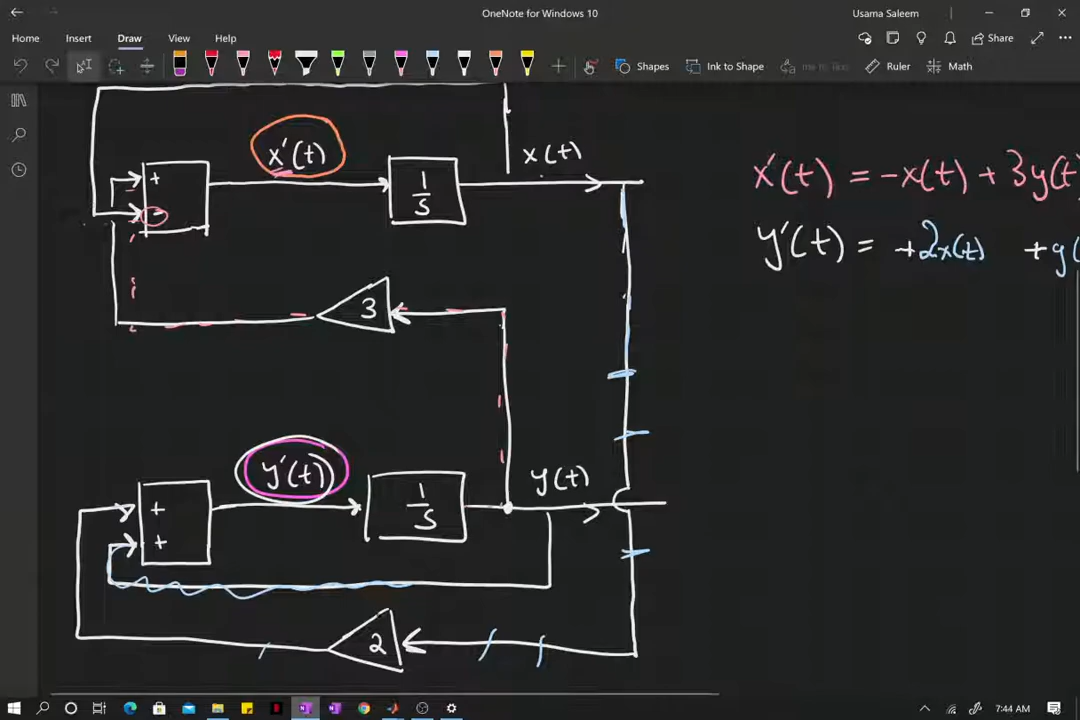 OneNote for Windows 10
Usama Saleem
Home Insert Draw View Help
Share
Shapes Ink to Shape Ruler Math
x'(t)
x(t)
+
-
1/S
x'(t) = -x(t) + 3y(t)
y'(t) = +2x(t) +y(
3
y'(t)
y(t)
+
+
1/S
2
7:44 AM